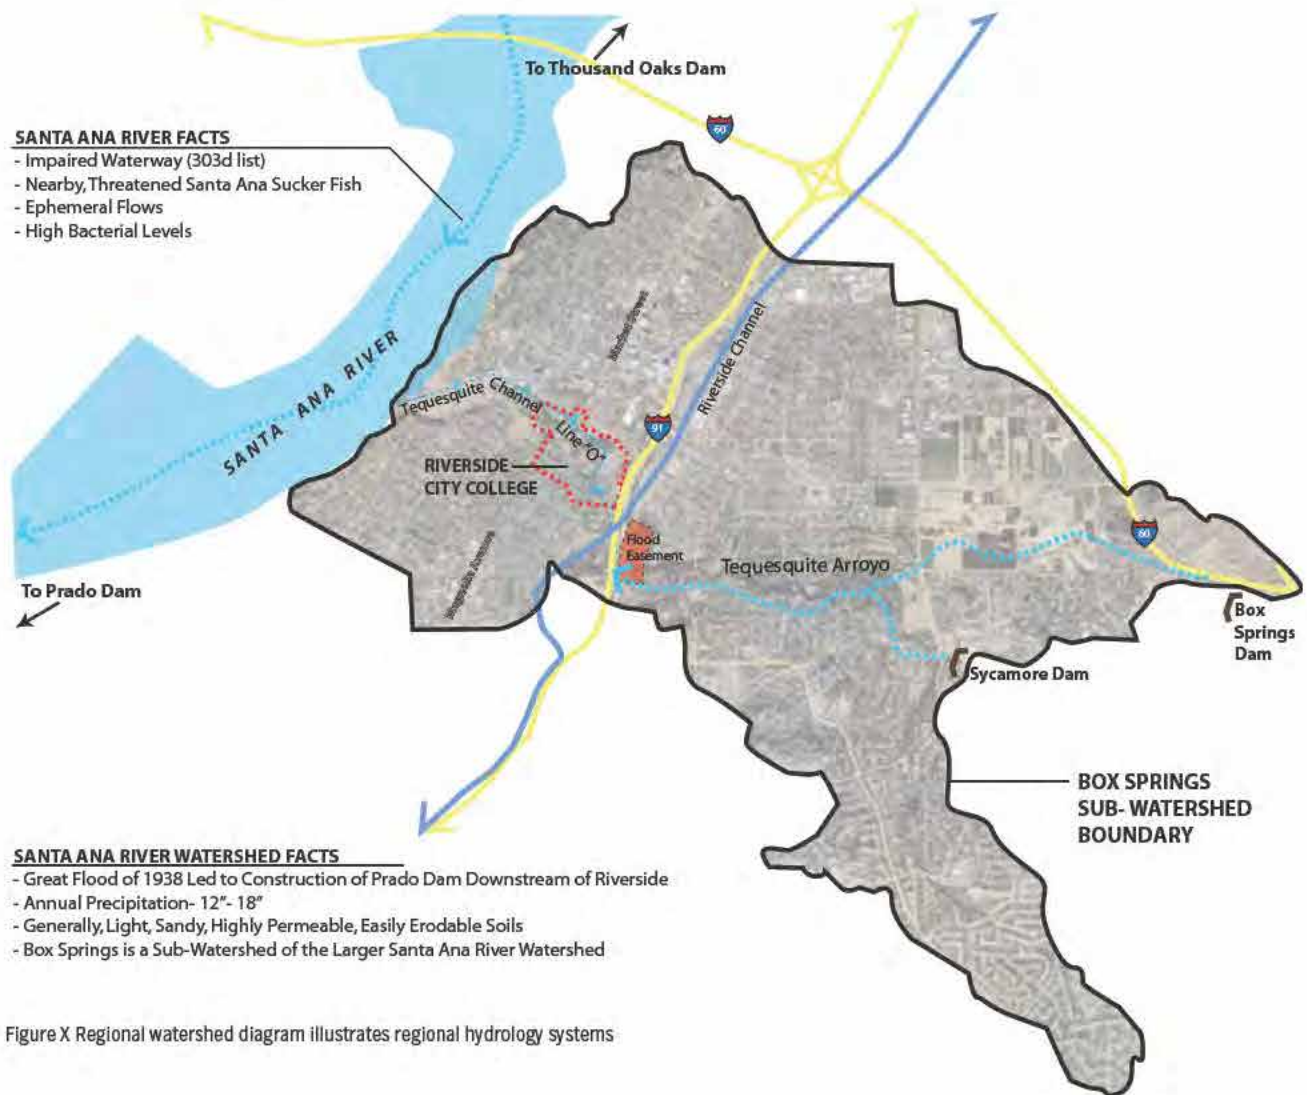 To Thousand Oaks Dam
60
SANTA ANA RIVER FACTS
- Impaired Waterway (303d list)
- Nearby, Threatened Santa Ana Sucker Fish
- Ephemeral Flows
- High Bacterial Levels
SANTA ANA RIVER
Market Street
Riverside Channel
Tequesquite Channel
Line "O"
91
RIVERSIDE
CITY COLLEGE
Flood
Easement
Tequesquite Arroyo
60
Magnolia Avenue
To Prado Dam
Box
Springs
Dam
Sycamore Dam
BOX SPRINGS
SUB- WATERSHED
BOUNDARY
SANTA ANA RIVER WATERSHED FACTS
- Great Flood of 1938 Led to Construction of Prado Dam Downstream of Riverside
- Annual Precipitation- 12"- 18"
- Generally, Light, Sandy, Highly Permeable, Easily Erodable Soils
- Box Springs is a Sub-Watershed of the Larger Santa Ana River Watershed
Figure X Regional watershed diagram illustrates regional hydrology systems